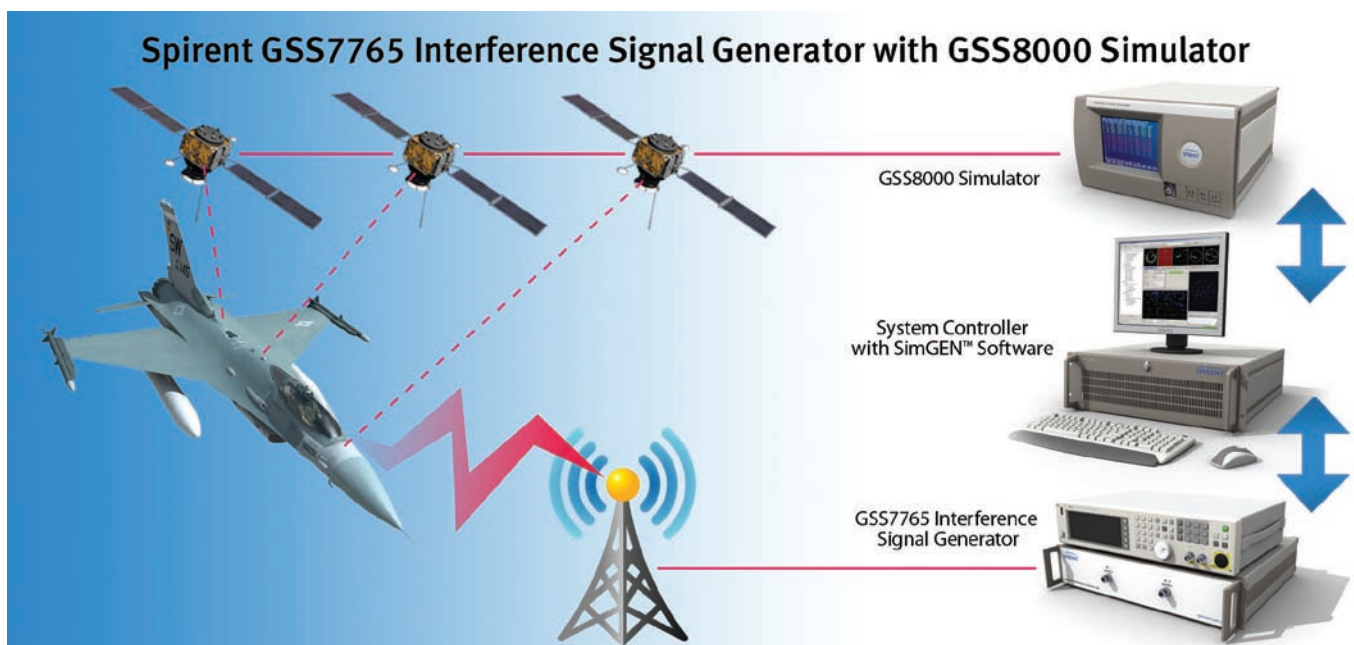 Spirent GSS7765 Interference Signal Generator with GSS8000 Simulator
GSS8000 Simulator
SW
System Controller
with SimGEN™ Software
GSS7765 Interference
Signal Generator